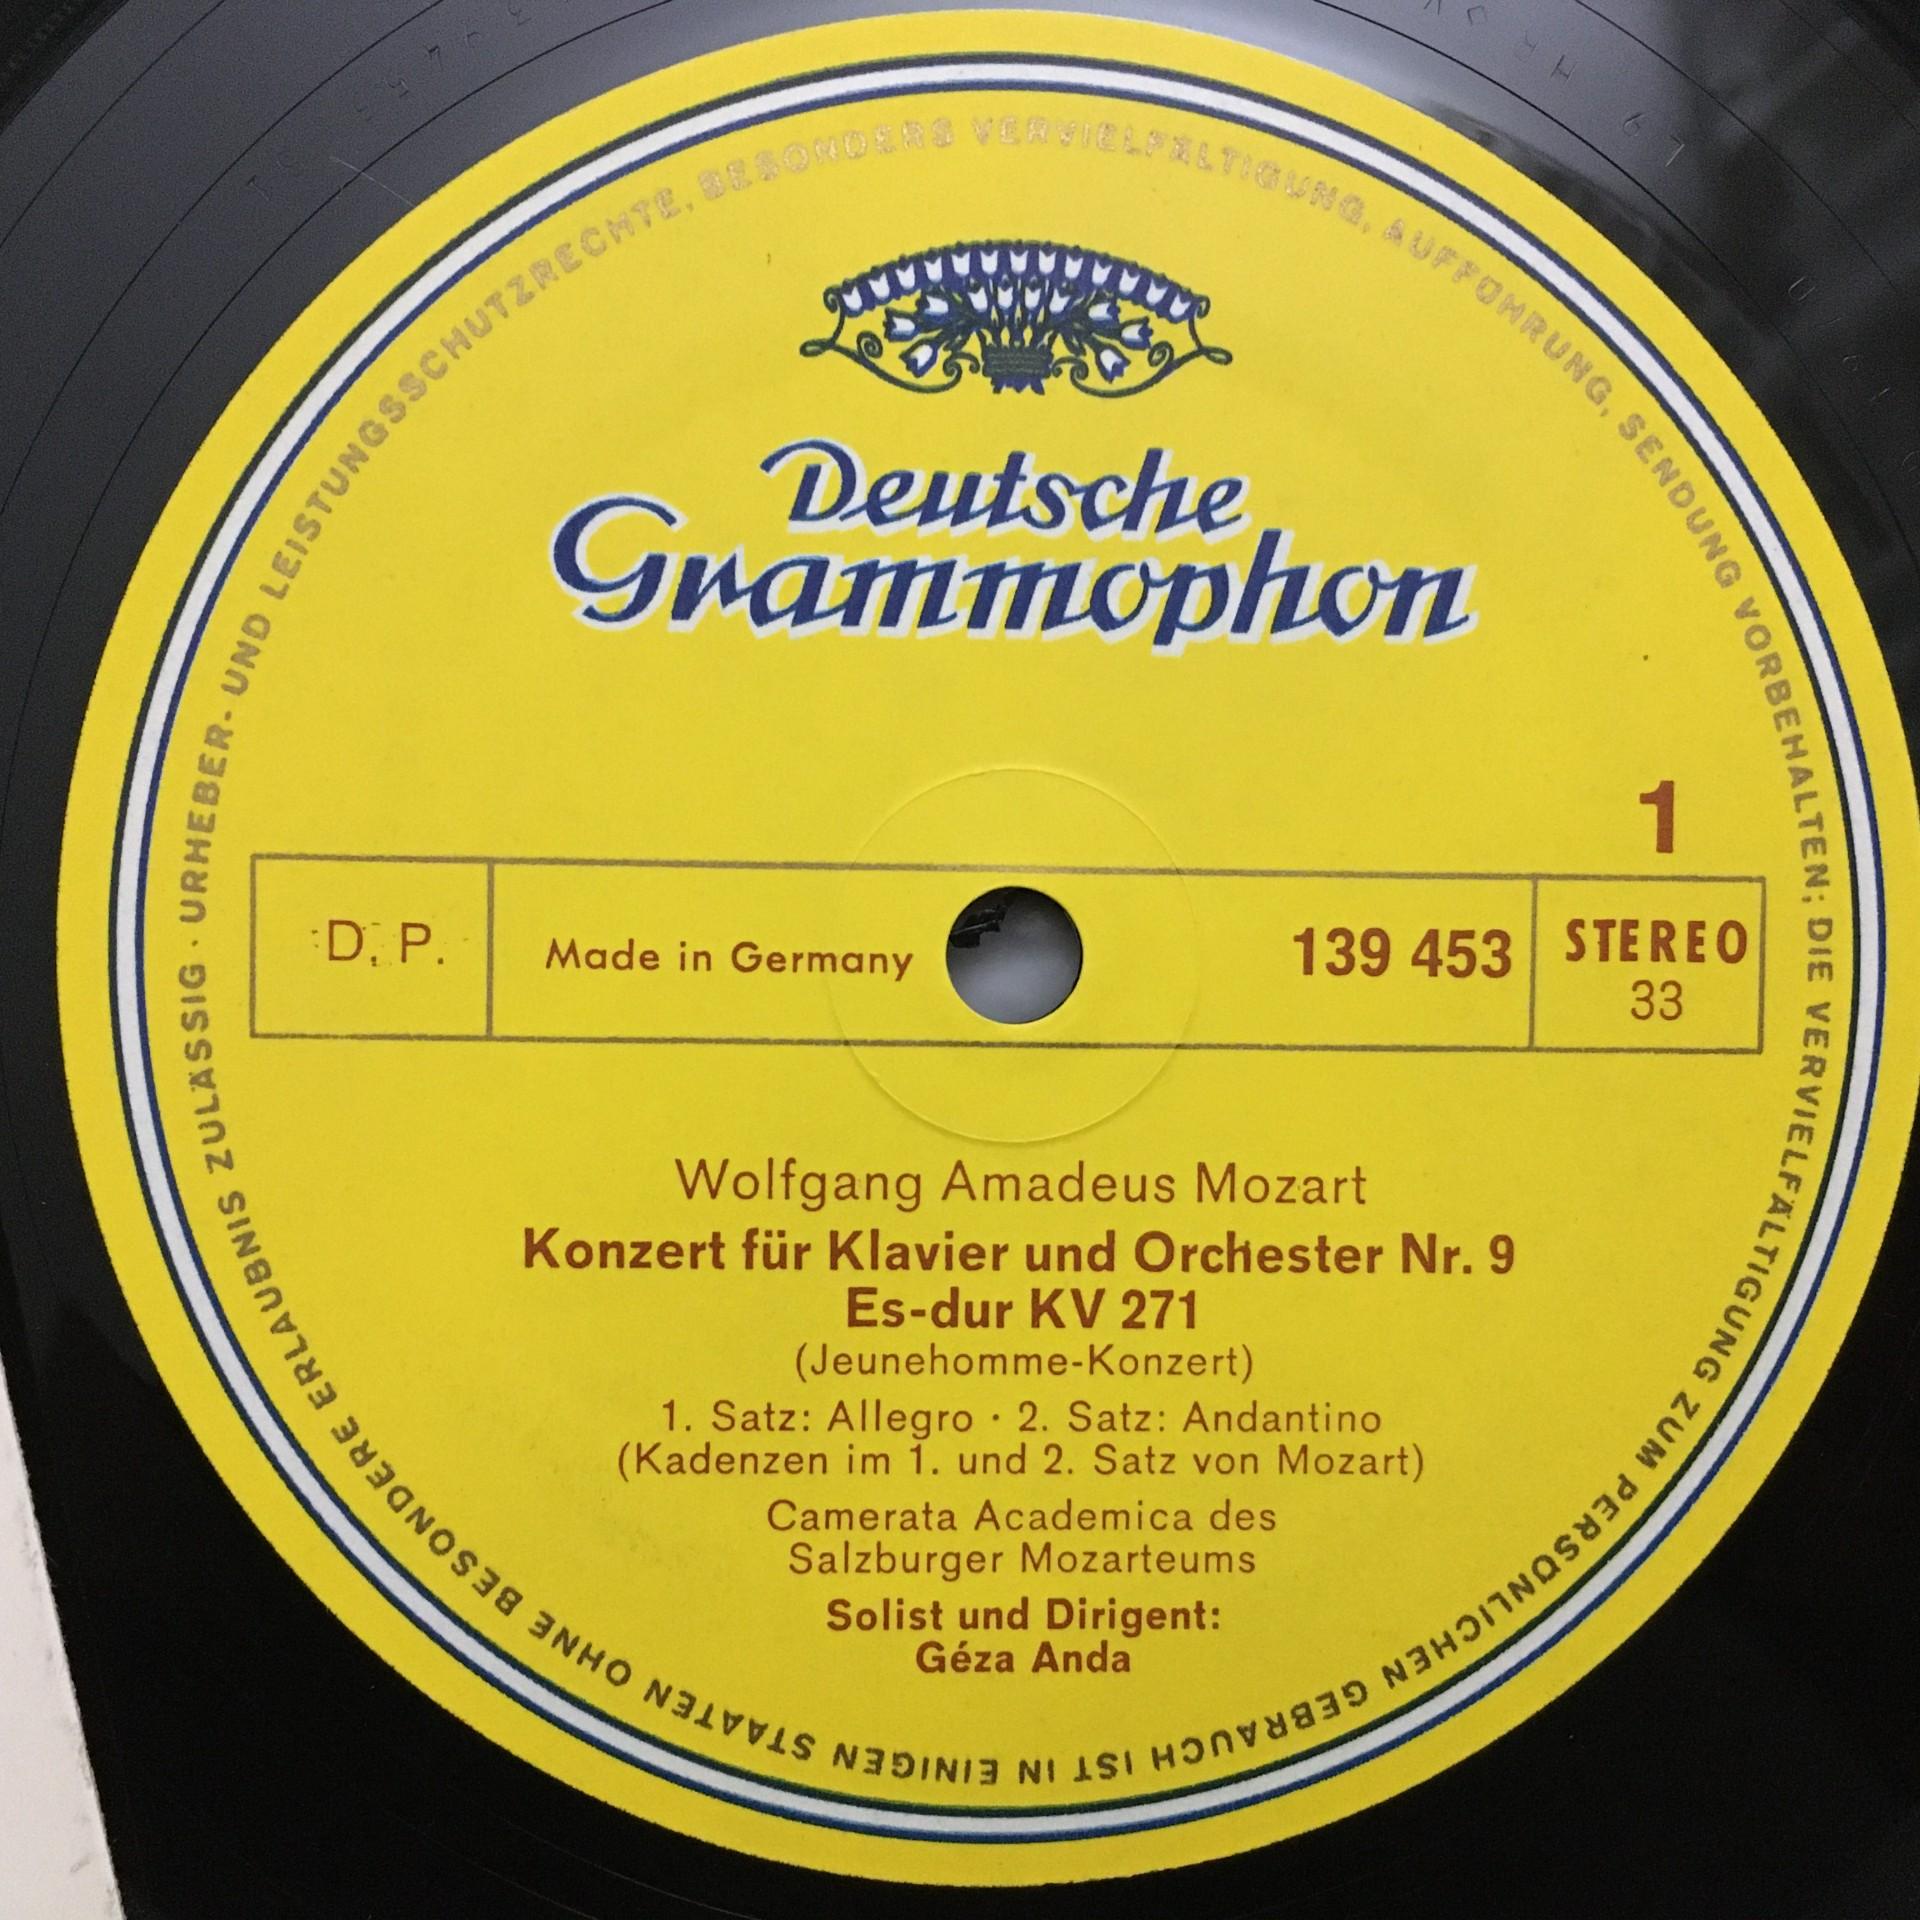 Deutsche
Grammophon
1
D. P.
Made in Germany
139 453
STEREO
33
Wolfgang Amadeus Mozart
Konzert für Klavier und Orchester Nr. 9
Es-dur KV 271
(Jeunehomme-Konzert)
1. Satz: Allegro · 2. Satz: Andantino
(Kadenzen im 1. und 2. Satz von Mozart)
Camerata Academica des
Salzburger Mozarteums
Solist und Dirigent:
Géza Anda
URHEBER- UND LEISTUNGSSCHUTZRECHTE, BESONDERS VERVIELFÄLTIGUNG, AUFFÜHRUNG, SENDUNG VORBEHALTEN; DIE VERVIELFÄLTIGUNG ZUM PERSÖNLICHEN GEBRAUCH IST IN EINIGEN STAATEN OHNE BESONDERE ERLAUBNIS ZULÄSSIG ·